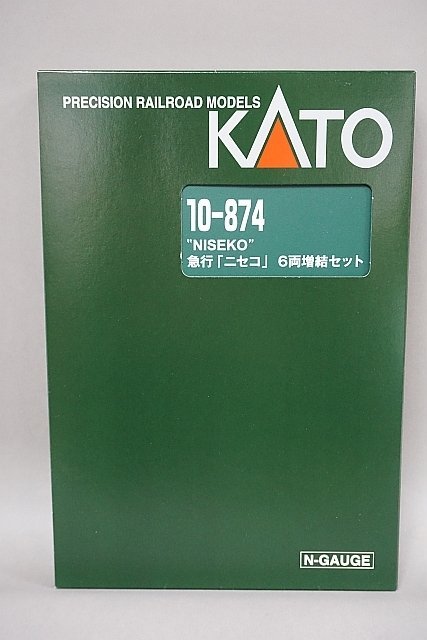 PRECISION RAILROAD MODELS
KATO
10-874
"NISEKO"
急行「ニセコ」 6両増結セット
N-GAUGE